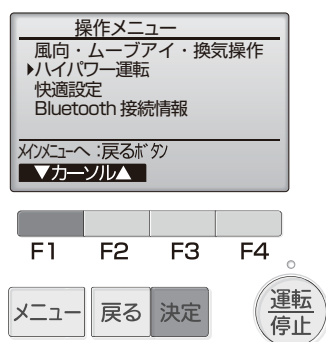 操作メニュー
風向・ムーブアイ・換気操作
▶ハイパワー運転
快適設定
Bluetooth 接続情報
メインメニューへ :戻るボタン
▼カーソル▲
F1 F2 F3 F4
メニュー 戻る 決定 運転
停止